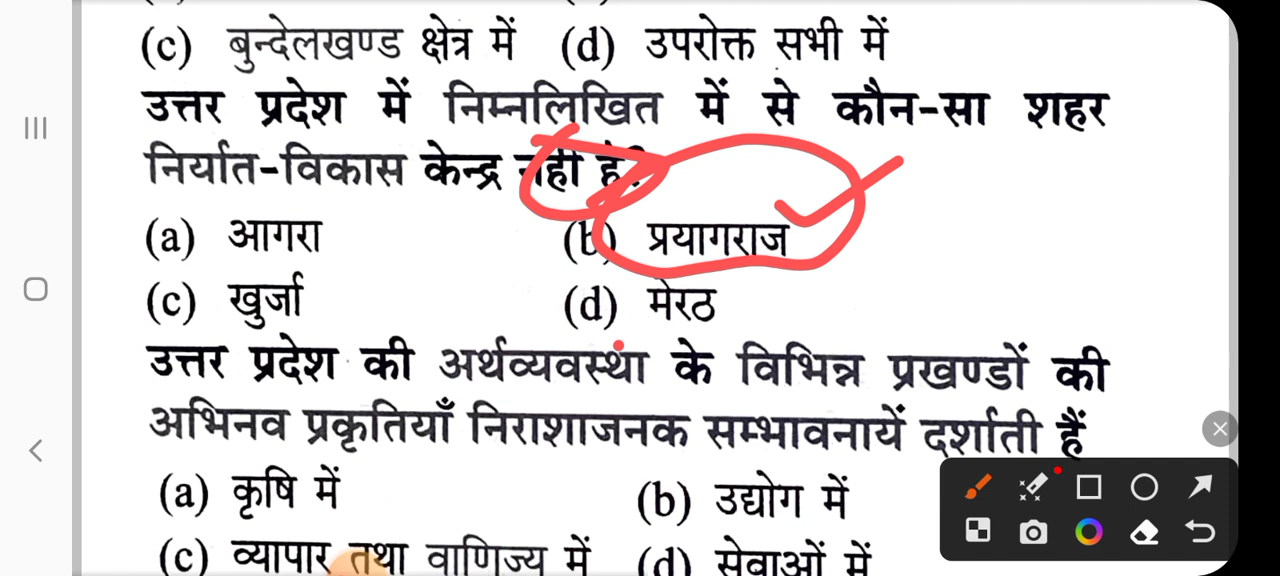 (c) बुन्देलखण्ड क्षेत्र में (d) उपरोक्त सभी में
उत्तर प्रदेश में निम्नलिखित में से कौन-सा शहर
निर्यात-विकास केन्द्र नहीं है?
(a) आगरा (b) प्रयागराज
(c) खुर्जा (d) मेरठ
उत्तर प्रदेश की अर्थव्यवस्था के विभिन्न प्रखण्डों की
अभिनव प्रकृतियाँ निराशाजनक सम्भावनायें दर्शाती हैं
(a) कृषि में (b) उद्योग में
(c) व्यापार तथा वाणिज्य में (d) सेवाओं में